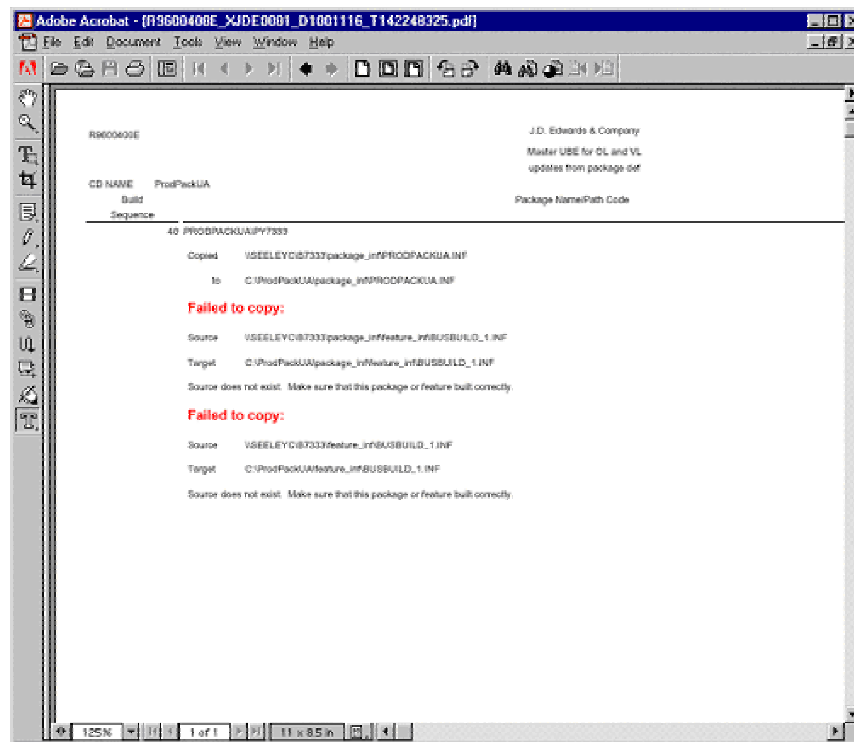 Adobe Acrobat - [R9600408E_XJDE0001_D1001116_T142248325.pdf]
File Edit Document Tools View Window Help
R9600408E
J.D. Edwards & Company
Master UBE for OL and VL
updates from package def
CD NAME ProdPackUA
Build
Sequence
Package Name/Path Code
40 PRODPACKUA\PY7333
Copied \\SEELEYC\B7333\package_inf\PRODPACKUA.INF
to C:\ProdPackUA\package_inf\PRODPACKUA.INF
Failed to copy:
Source \\SEELEYC\B7333\package_inf\feature_inf\BUSBUILD_1.INF
Target C:\ProdPackUA\package_inf\feature_inf\BUSBUILD_1.INF
Source does not exist. Make sure that this package or feature built correctly.
Failed to copy:
Source \\SEELEYC\B7333\feature_inf\BUSBUILD_1.INF
Target C:\ProdPackUA\feature_inf\BUSBUILD_1.INF
Source does not exist. Make sure that this package or feature built correctly.
125% 1 of 1 11 x 8.5 in